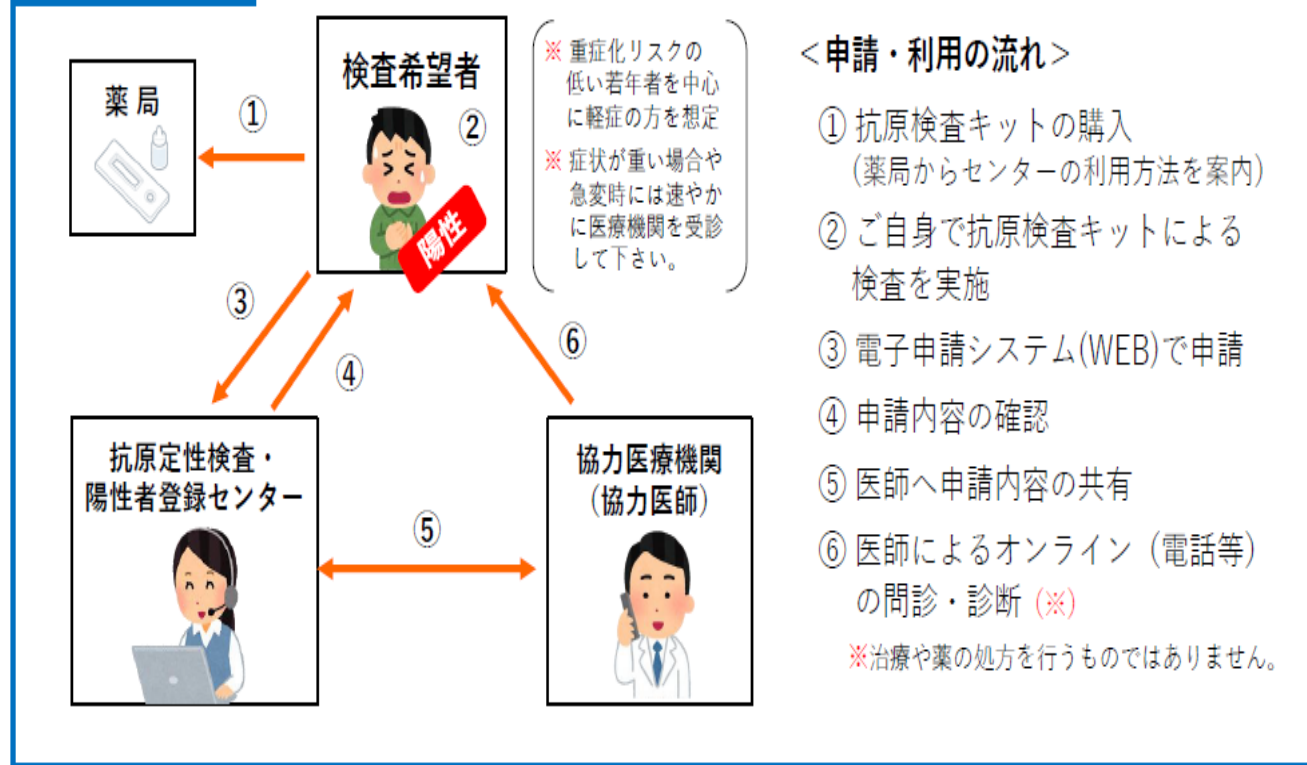 薬局
①
検査希望者
②
陽性
※ 重症化リスクの
低い若年者を中心
に軽症の方を想定
※ 症状が重い場合や
急変時には速やか
に医療機関を受診
して下さい。
③
④
⑥
抗原定性検査・
陽性者登録センター
⑤
協力医療機関
(協力医師)
＜申請・利用の流れ＞
① 抗原検査キットの購入
(薬局からセンターの利用方法を案内)
② ご自身で抗原検査キットによる
検査を実施
③ 電子申請システム(WEB)で申請
④ 申請内容の確認
⑤ 医師へ申請内容の共有
⑥ 医師によるオンライン（電話等）
の問診・診断 (※)
※治療や薬の処方を行うものではありません。